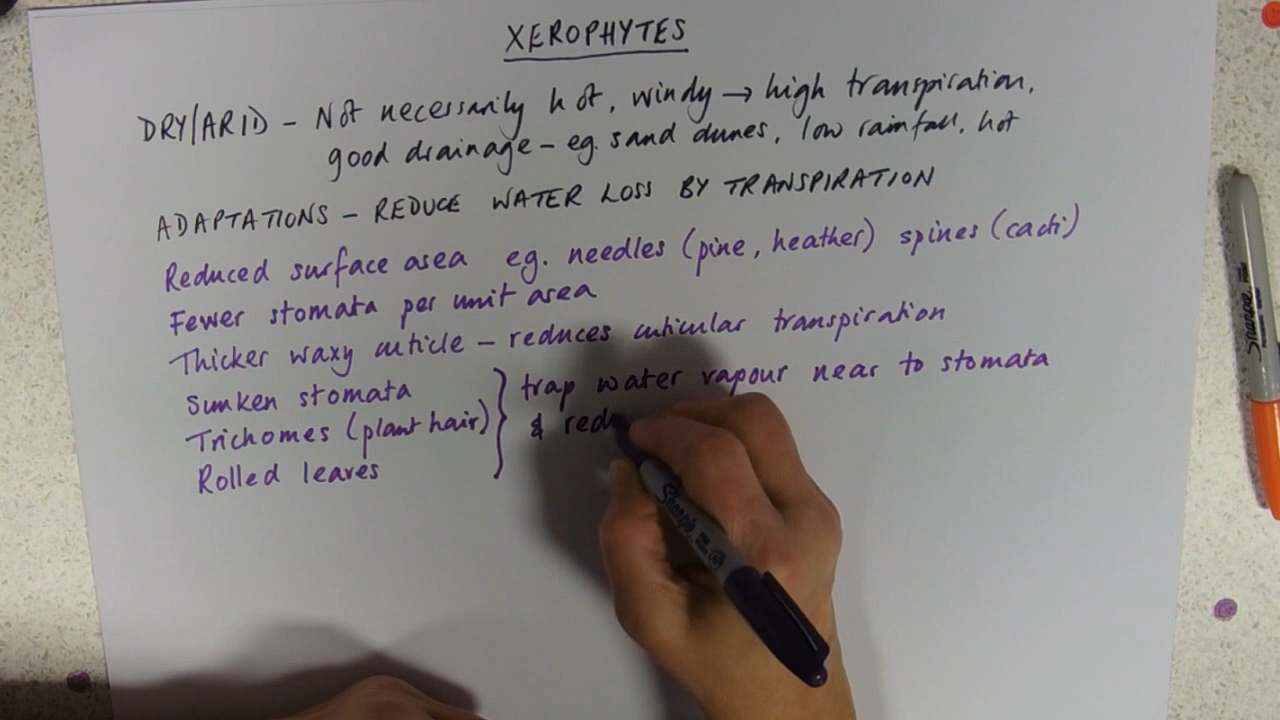 XEROPHYTES
DRY/ARID - Not necessarily hot, windy → high transpiration,
good drainage - eg. sand dunes, low rainfall, hot
ADAPTATIONS - REDUCE WATER LOSS BY TRANSPIRATION
Reduced surface area eg. needles (pine, heather) spines (cacti)
Fewer stomata per unit area
Thicker waxy cuticle - reduces cuticular transpiration
Sunken stomata } trap water vapour near to stomata
Trichomes (plant hair) & redu
Rolled leaves
Sharpie
Sharpie